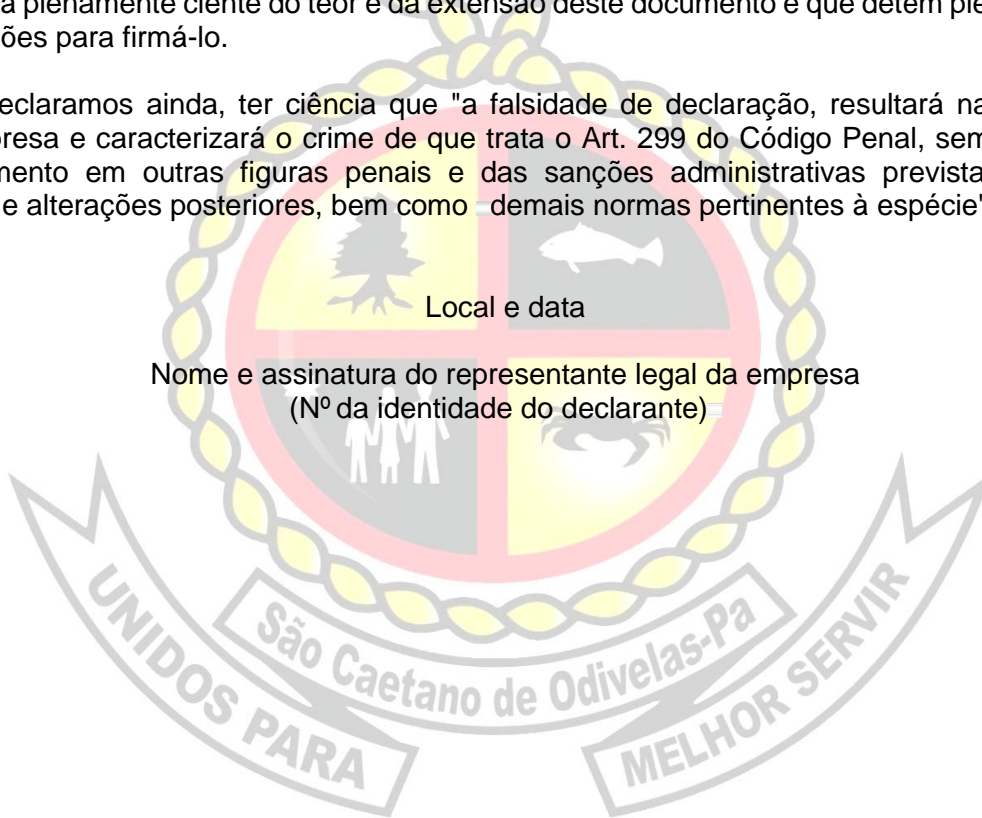 á plenamente ciente do teor e da extensão deste documento e que detém
ões para firmá-lo.
eclaramos ainda, ter ciência que "a falsidade de declaração, resultará na
resa e caracterizará o crime de que trata o Art. 299 do Código Penal, sem
mento em outras figuras penais e das sanções administrativas prevista
e alterações posteriores, bem como demais normas pertinentes à espécie"
Local e data
Nome e assinatura do representante legal da empresa
(Nº da identidade do declarante)
São Caetano de Odivelas-Pa
UNIDOS PARA
MELHOR SERVIR